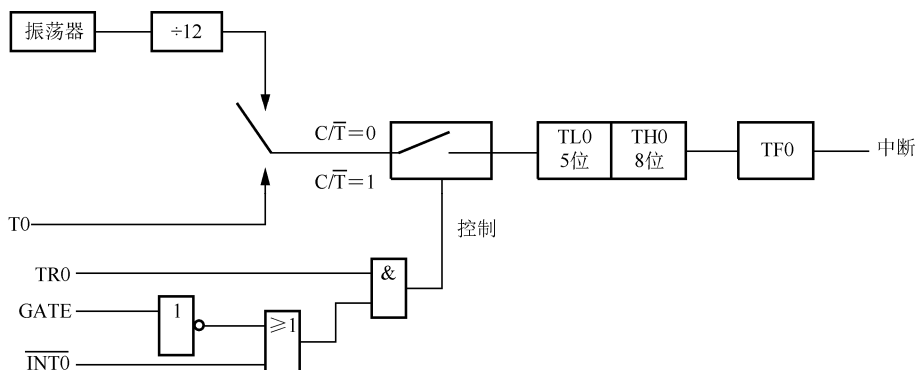 振荡器
÷12
C/T̅=0
C/T̅=1
TL0
5位
TH0
8位
TF0
中断
T0
控制
TR0
&
GATE
1
≥1
I̅N̅T̅0̅